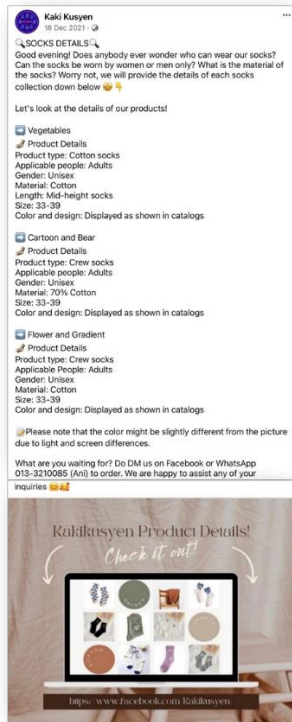 Kaki Kusyen
18 Dec 2021 ·
🔍SOCKS DETAILS🔍
Good evening! Does anybody ever wonder who can wear our socks?
Can the socks be worn by women or men only? What is the material of
the socks? Worry not, we will provide the details of each socks
collection down below 🤩👇
Let's look at the details of our products!
➡️ Vegetables
🧦 Product Details
Product type: Cotton socks
Applicable people: Adults
Gender: Unisex
Material: Cotton
Length: Mid-height socks
Size: 33-39
Color and design: Displayed as shown in catalogs
➡️ Cartoon and Bear
🧦 Product Details
Product type: Crew socks
Applicable people: Adults
Gender: Unisex
Material: 70% Cotton
Size: 33-39
Color and design: Displayed as shown in catalogs
➡️ Flower and Gradient
🧦 Product Details
Product type: Crew socks
Applicable People: Adults
Gender: Unisex
Material: Cotton
Size: 33-39
Color and design: Displayed as shown in catalogs
📝Please note that the color might be slightly different from the picture
due to light and screen differences.
What are you waiting for? Do DM us on Facebook or WhatsApp
013-3210085 (Ani) to order. We are happy to assist any of your
inquiries 😊🥰
Kakikusyen Product Details!
Check it out!
https: www.facebook.com Kakikusyen